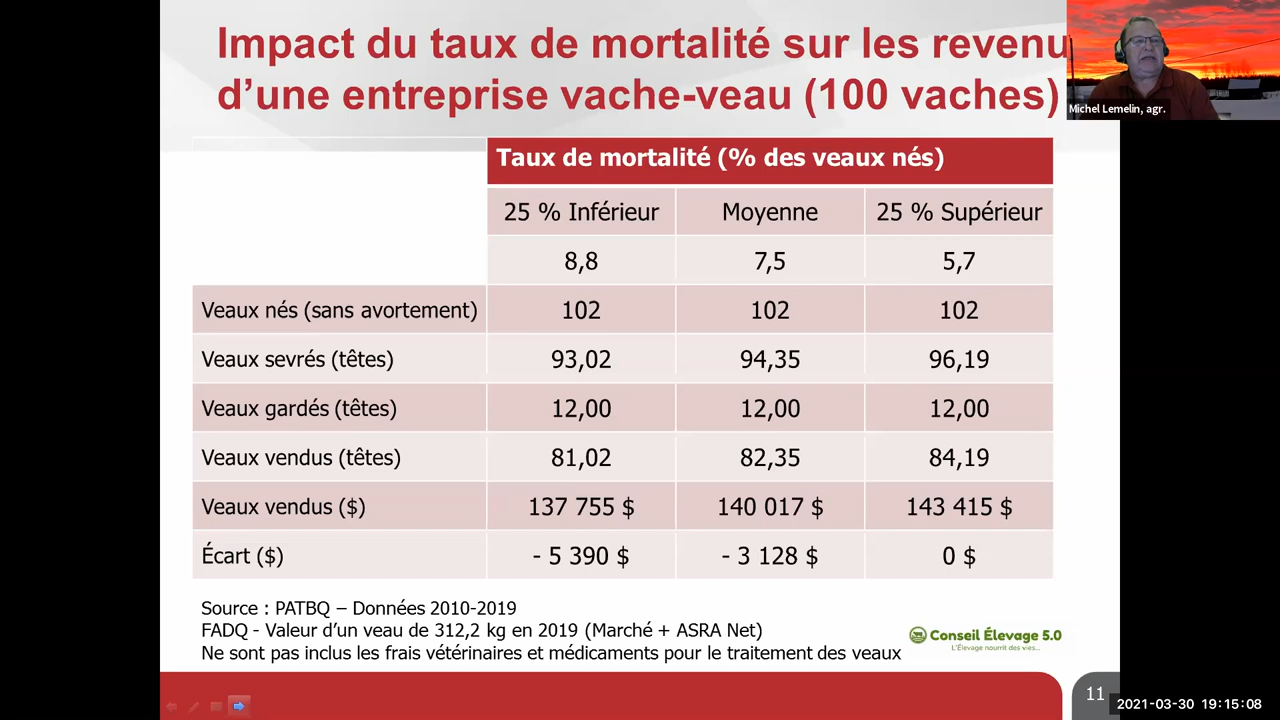 Impact du taux de mortalité sur les revenu
d’une entreprise vache-veau (100 vaches)
Michel Lemelin, agr.
Taux de mortalité (% des veaux nés)
25 % Inférieur Moyenne 25 % Supérieur
8,8 7,5 5,7
Veaux nés (sans avortement) 102 102 102
Veaux sevrés (têtes) 93,02 94,35 96,19
Veaux gardés (têtes) 12,00 12,00 12,00
Veaux vendus (têtes) 81,02 82,35 84,19
Veaux vendus ($) 137 755 $ 140 017 $ 143 415 $
Écart ($) - 5 390 $ - 3 128 $ 0 $
Source : PATBQ – Données 2010-2019
FADQ - Valeur d’un veau de 312,2 kg en 2019 (Marché + ASRA Net)
Ne sont pas inclus les frais vétérinaires et médicaments pour le traitement des veaux
Conseil Élevage 5.0
L’Élevage nourrit des vies...
11
2021-03-30 19:15:08